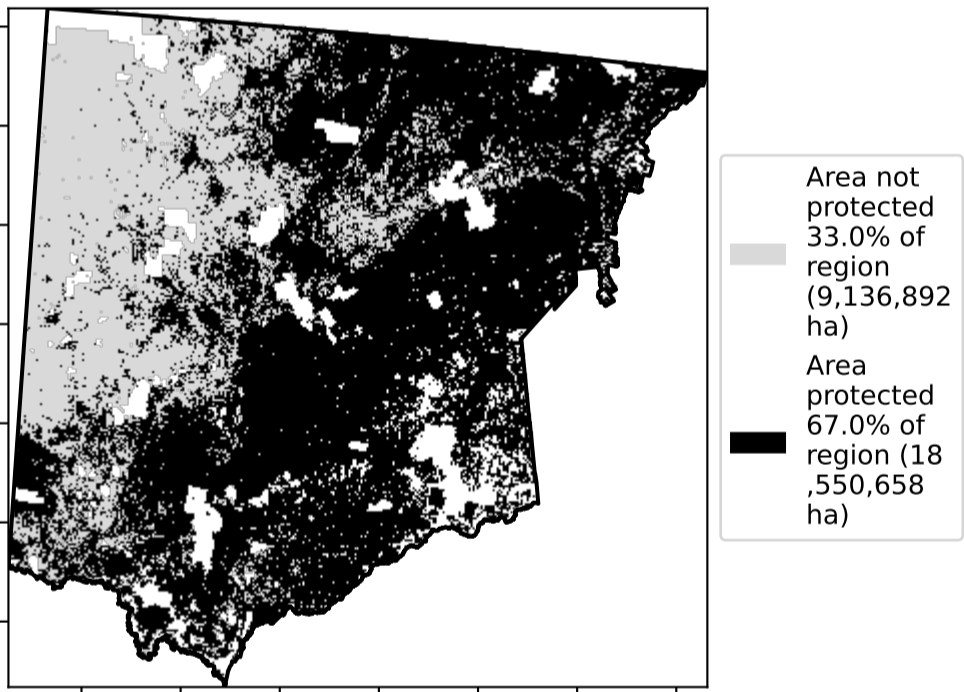 Area not
protected
33.0% of
region
(9,136,892
ha)
Area
protected
67.0% of
region (18
,550,658
ha)